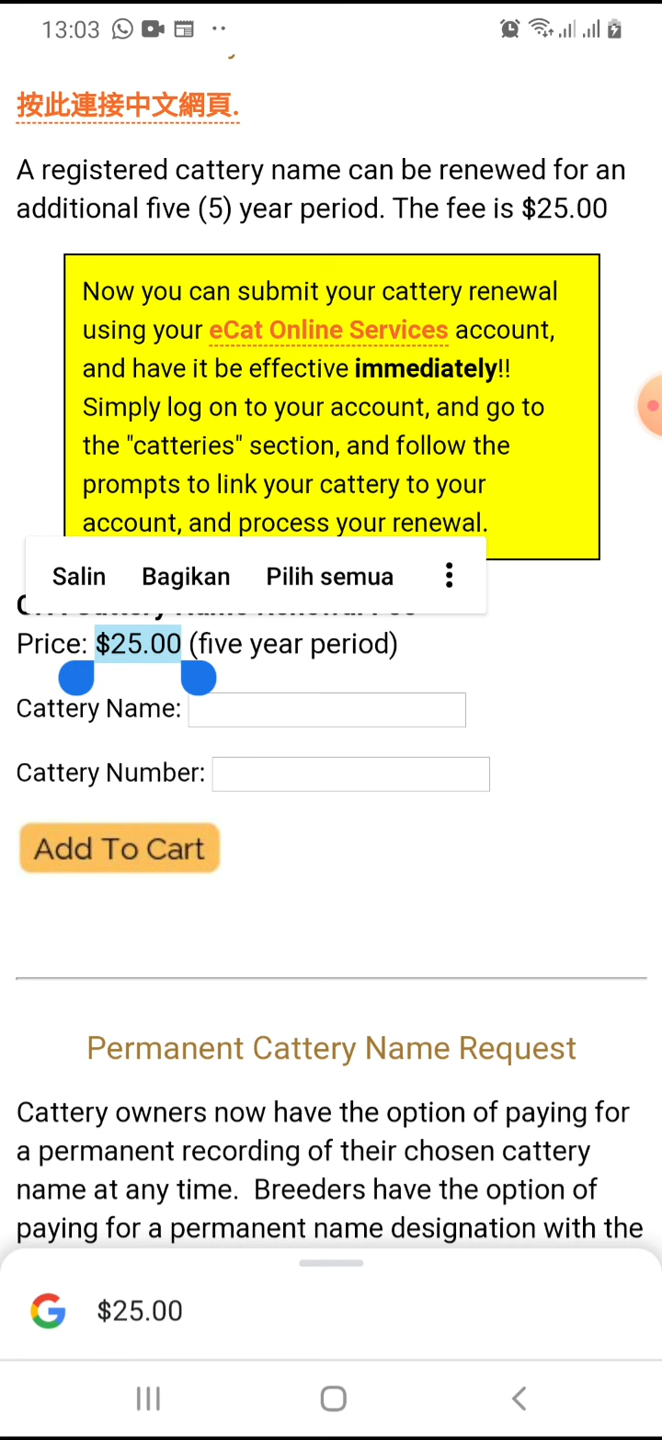 13:03
按此連接中文網頁.
A registered cattery name can be renewed for an
additional five (5) year period. The fee is $25.00
Now you can submit your cattery renewal
using your eCat Online Services account,
and have it be effective immediately!!
Simply log on to your account, and go to
the "catteries" section, and follow the
prompts to link your cattery to your
account, and process your renewal.
Salin Bagikan Pilih semua
Price: $25.00 (five year period)
Cattery Name:
Cattery Number:
Add To Cart
Permanent Cattery Name Request
Cattery owners now have the option of paying for
a permanent recording of their chosen cattery
name at any time. Breeders have the option of
paying for a permanent name designation with the
$25.00